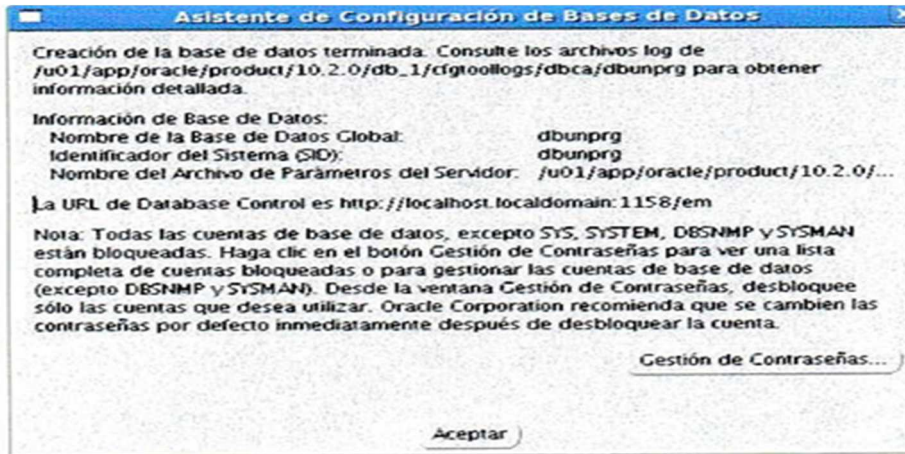 Asistente de Configuración de Bases de Datos
Creación de la base de datos terminada. Consulte los archivos log de
/u01/app/oracle/product/10.2.0/db_1/cfgtoollogs/dbca/dbunprg para obtener
información detallada.
Información de Base de Datos:
Nombre de la Base de Datos Global: dbunprg
Identificador del Sistema (SID): dbunprg
Nombre del Archivo de Parámetros del Servidor: /u01/app/oracle/product/10.2.0/...
La URL de Database Control es http://localhost.localdomain:1158/em
Nota: Todas las cuentas de base de datos, excepto SYS, SYSTEM, DBSNMP y SYSMAN
están bloqueadas. Haga clic en el botón Gestión de Contraseñas para ver una lista
completa de cuentas bloqueadas o para gestionar las cuentas de base de datos
(excepto DBSNMP y SYSMAN). Desde la ventana Gestión de Contraseñas, desbloquee
sólo las cuentas que desea utilizar. Oracle Corporation recomienda que se cambien las
contraseñas por defecto inmediatamente después de desbloquear la cuenta.
Gestión de Contraseñas...
Aceptar